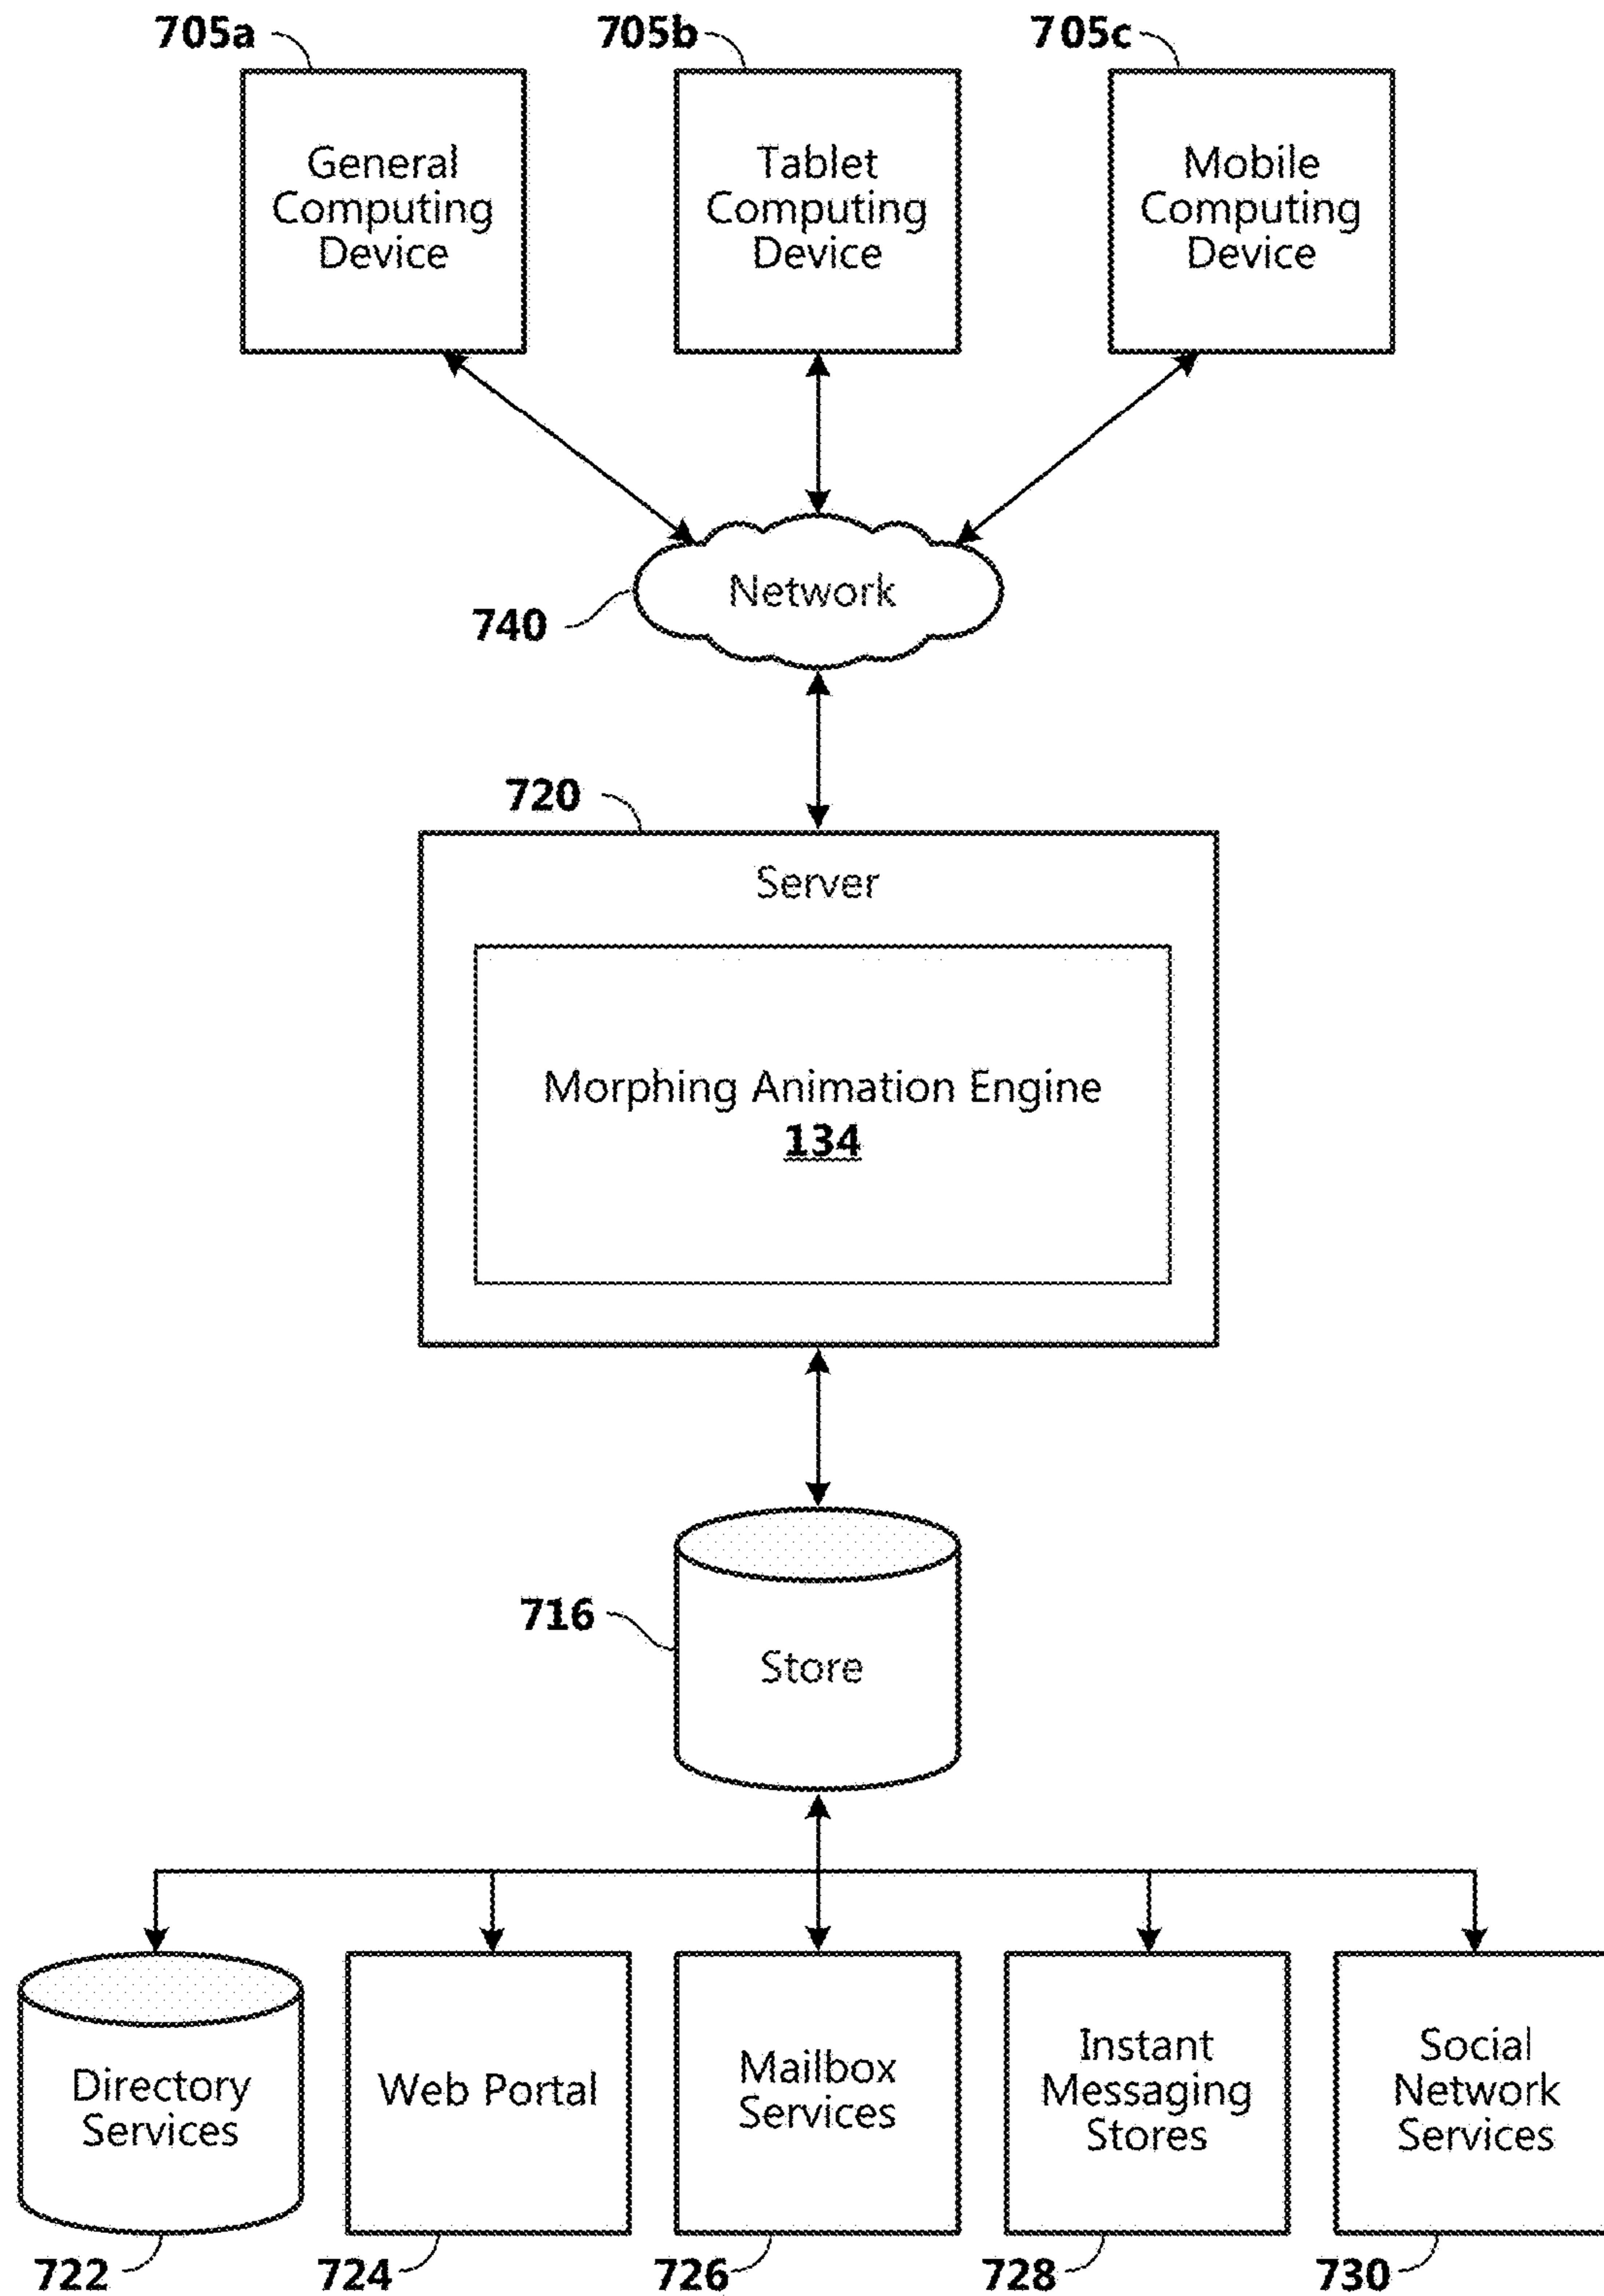 705a
705b
705c
General
Computing
Device
Tablet
Computing
Device
Mobile
Computing
Device
Network
740
720
Server
Morphing Animation Engine
134
716
Store
Directory
Services
Web Portal
Mailbox
Services
Instant
Messaging
Stores
Social
Network
Services
722
724
726
728
730